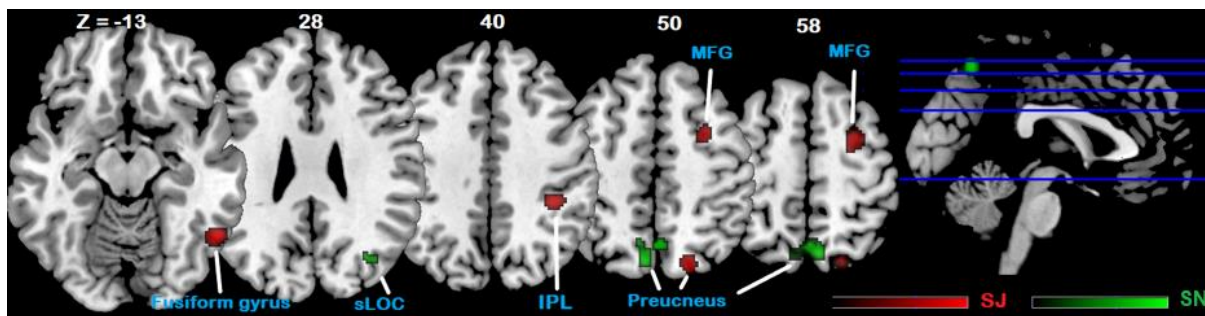 Z = -13 28 40 50 58
MFG MFG
Fusiform gyrus sLOC IPL Preucneus SJ SN